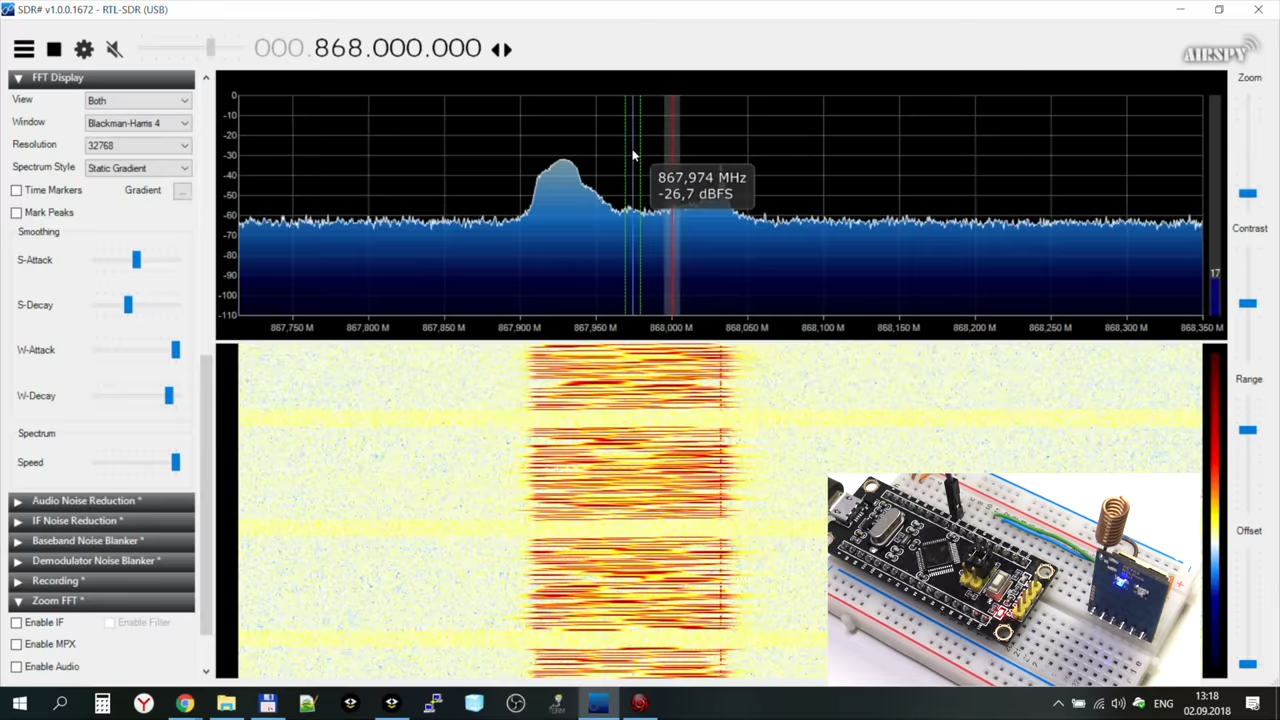 SDR# v1.0.0.1672 - RTL-SDR (USB)
000.868.000.000
AIRSPY
FFT Display
View
Both
Window
Blackman-Harris 4
Resolution
32768
Spectrum Style
Static Gradient
Time Markers
Gradient
...
Mark Peaks
Smoothing
S-Attack
S-Decay
W-Attack
W-Decay
Spectrum
Speed
Audio Noise Reduction *
IF Noise Reduction *
Baseband Noise Blanker *
Demodulator Noise Blanker *
Recording *
Zoom FFT *
Enable IF
Enable Filter
Enable MPX
Enable Audio
0
-10
-20
-30
-40
-50
-60
-70
-80
-90
-100
-110
867,974 MHz
-26,7 dBFS
867,750 M
867,800 M
867,850 M
867,900 M
867,950 M
868,000 M
868,050 M
868,100 M
868,150 M
868,200 M
868,250 M
868,300 M
868,350 M
17
Zoom
Contrast
Range
Offset
ENG
13:18
02.09.2018